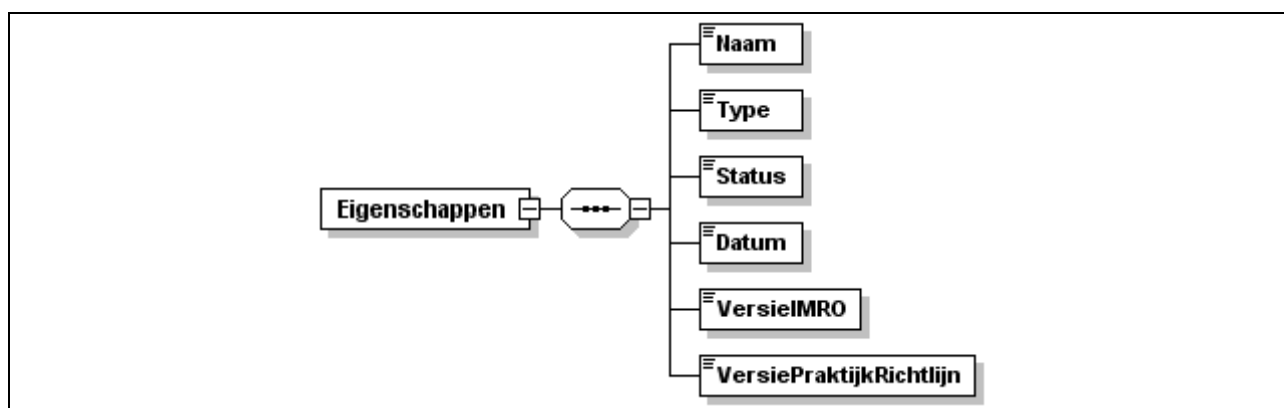 Naam
Type
Status
Eigenschappen
Datum
VersieIMRO
VersiePraktijkRichtlijn